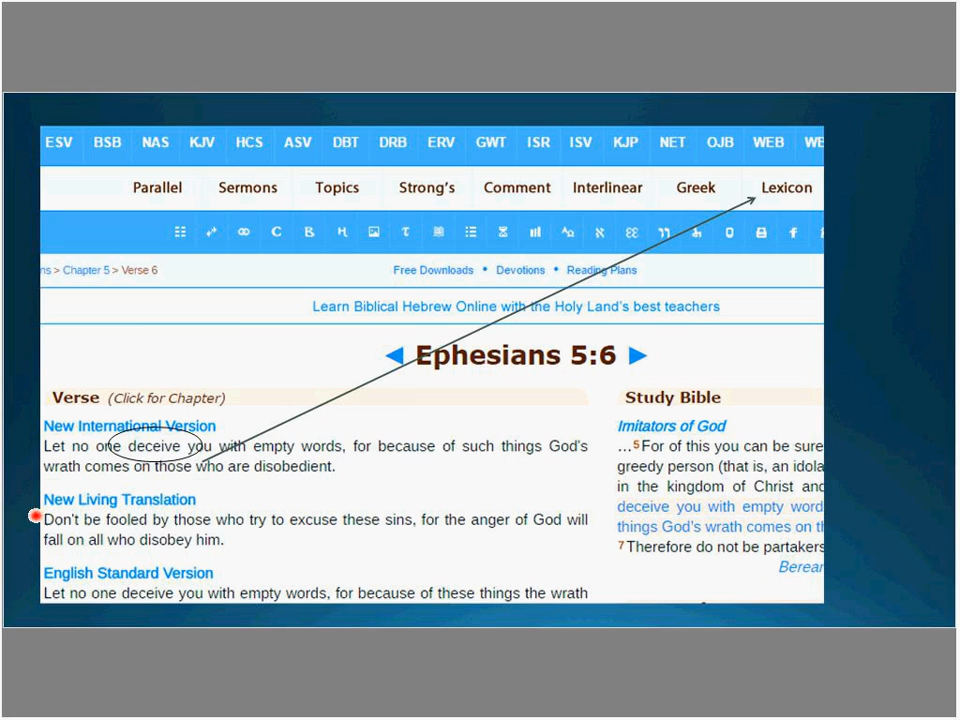 ESV BSB NAS KJV HCS ASV DBT DRB ERV GWT ISR ISV KJP NET OJB WEB WE
Parallel Sermons Topics Strong's Comment Interlinear Greek Lexicon
ns > Chapter 5 > Verse 6 Free Downloads • Devotions • Reading Plans
Learn Biblical Hebrew Online with the Holy Land's best teachers
◄ Ephesians 5:6 ►
Verse (Click for Chapter)
New International Version
Let no one deceive you with empty words, for because of such things God's
wrath comes on those who are disobedient.
New Living Translation
Don't be fooled by those who try to excuse these sins, for the anger of God will
fall on all who disobey him.
English Standard Version
Let no one deceive you with empty words, for because of these things the wrath
Study Bible
Imitators of God
…5For of this you can be sure
greedy person (that is, an idola
in the kingdom of Christ and
deceive you with empty word
things God's wrath comes on th
7Therefore do not be partakers
Berean